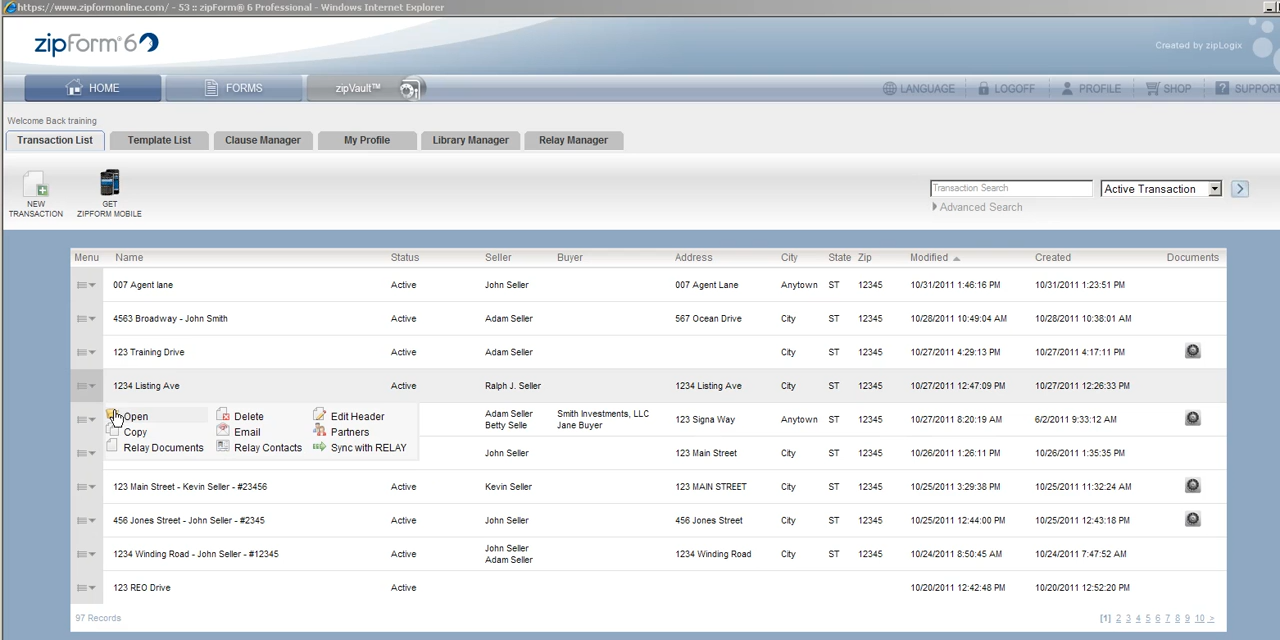 https://www.zipformonline.com/ - 53 :: zipForm® 6 Professional - Windows Internet Explorer
zipForm®6
Created by zipLogix
HOME FORMS zipVault™ LANGUAGE LOGOFF PROFILE SHOP SUPPORT
Welcome Back training
Transaction List Template List Clause Manager My Profile Library Manager Relay Manager
NEW TRANSACTION
GET ZIPFORM MOBILE
Transaction Search Active Transaction
Advanced Search
Menu Name Status Seller Buyer Address City State Zip Modified Created Documents
007 Agent lane Active John Seller 007 Agent Lane Anytown ST 12345 10/31/2011 1:46:16 PM 10/31/2011 1:23:51 PM
4563 Broadway - John Smith Active Adam Seller 567 Ocean Drive City ST 12345 10/28/2011 10:49:04 AM 10/28/2011 10:38:01 AM
123 Training Drive Active Adam Seller City ST 12345 10/27/2011 4:29:13 PM 10/27/2011 4:17:11 PM
1234 Listing Ave Active Ralph J. Seller 1234 Listing Ave City ST 12345 10/27/2011 12:47:09 PM 10/27/2011 12:26:33 PM
Open Delete Edit Header
Copy Email Partners
Relay Documents Relay Contacts Sync with RELAY
Adam Seller Smith Investments, LLC
Betty Selle Jane Buyer 123 Signa Way Anytown ST 12345 10/27/2011 8:20:19 AM 6/2/2011 9:33:12 AM
John Seller 123 Main Street City ST 12345 10/26/2011 1:26:11 PM 10/26/2011 1:35:35 PM
123 Main Street - Kevin Seller - #23456 Active Kevin Seller 123 MAIN STREET City ST 12345 10/25/2011 3:29:38 PM 10/25/2011 11:32:24 AM
456 Jones Street - John Seller - #2345 Active John Seller 456 Jones Street City ST 12345 10/25/2011 12:44:00 PM 10/25/2011 12:43:18 PM
1234 Winding Road - John Seller - #12345 Active John Seller
Adam Seller 1234 Winding Road City ST 12345 10/24/2011 8:50:45 AM 10/24/2011 7:47:52 AM
123 REO Drive Active 10/20/2011 12:42:48 PM 10/20/2011 12:52:20 PM
97 Records [1] 2 3 4 5 6 7 8 9 10 >